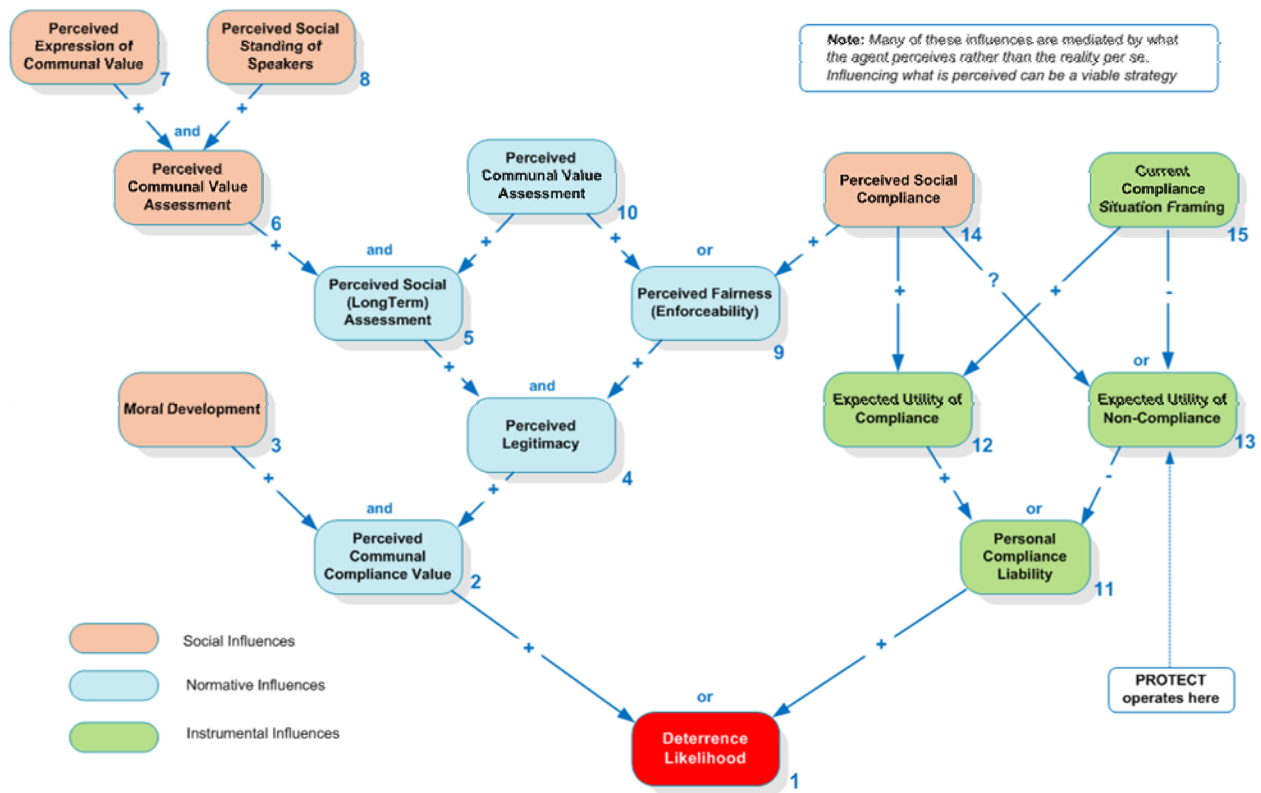 Perceived
Expression of
Communal Value
7
Perceived Social
Standing of
Speakers
8
Note: Many of these influences are mediated by what
the agent perceives rather than the reality per se.
Influencing what is perceived can be a viable strategy
+
+
and
Perceived
Communal Value
Assessment
6
Perceived
Communal Value
Assessment
10
Perceived Social
Compliance
14
Current
Compliance
Situation Framing
15
+
and
+
+
or
+
Perceived Social
(LongTerm)
Assessment
5
Perceived Fairness
(Enforceability)
9
+
?
+
-
or
+
and
+
Moral Development
3
Perceived
Legitimacy
4
Expected Utility of
Compliance
12
Expected Utility of
Non-Compliance
13
+
and
+
+
or
-
Perceived
Communal
Compliance Value
2
Personal
Compliance
Liability
11
Social Influences
Normative Influences
Instrumental Influences
+
+
or
PROTECT
operates here
Deterrence
Likelihood
1